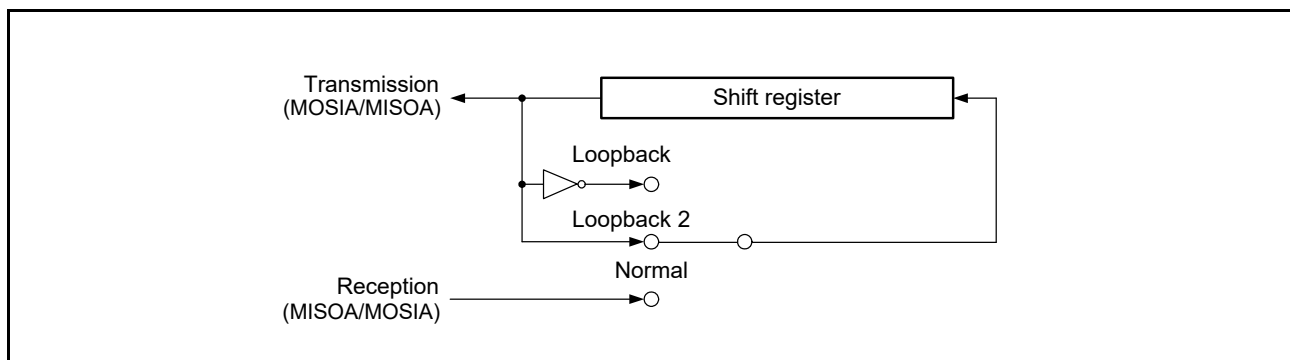 Transmission
(MOSIA/MISOA)
Shift register
Loopback
Loopback 2
Normal
Reception
(MISOA/MOSIA)